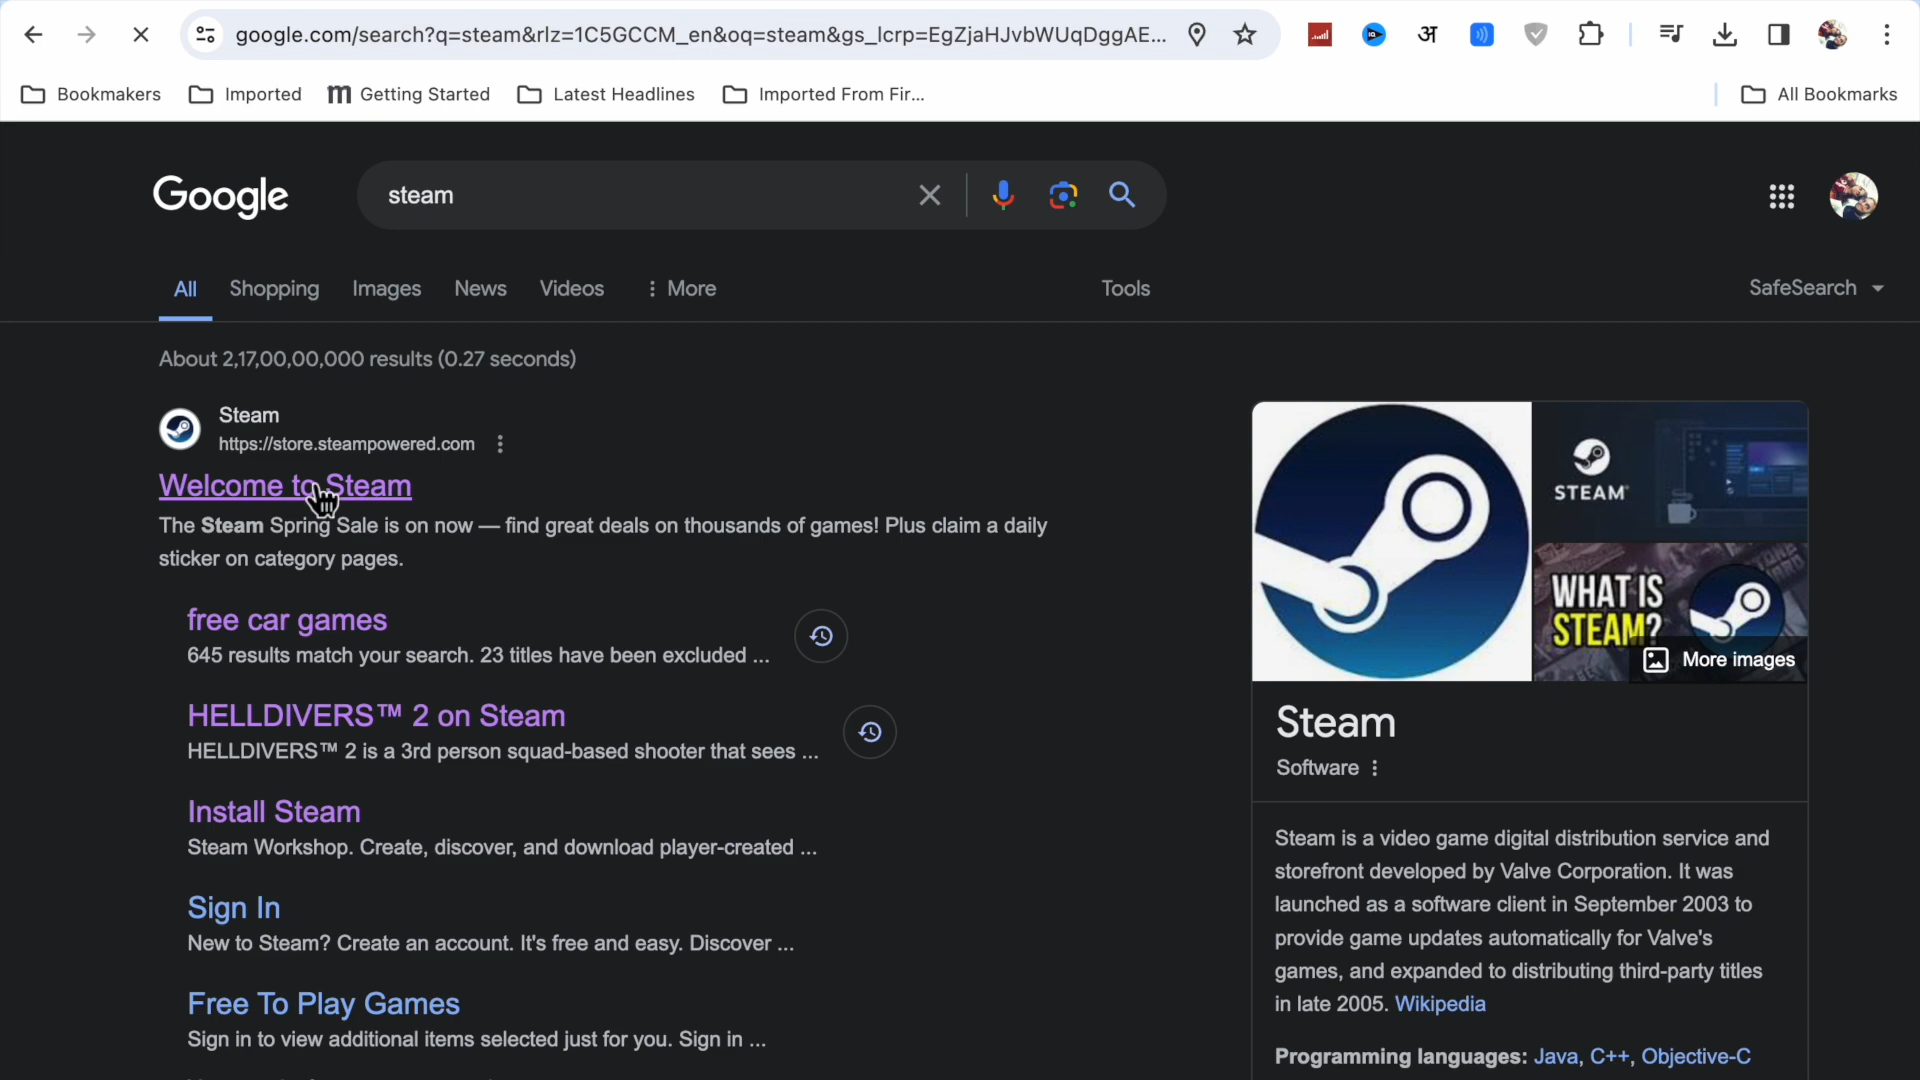 google.com/search?q=steam&rlz=1C5GCCM_en&oq=steam&gs_lcrp=EgZjaHJvbWUqDggAE...
अ
Bookmakers
Imported
Getting Started
Latest Headlines
Imported From Fir...
All Bookmarks
Google
steam
All
Shopping
Images
News
Videos
More
Tools
SafeSearch
About 2,17,00,00,000 results (0.27 seconds)
Steam
https://store.steampowered.com
Welcome to Steam
The Steam Spring Sale is on now — find great deals on thousands of games! Plus claim a daily
sticker on category pages.
free car games
645 results match your search. 23 titles have been excluded ...
HELLDIVERS™ 2 on Steam
HELLDIVERS™ 2 is a 3rd person squad-based shooter that sees ...
Install Steam
Steam Workshop. Create, discover, and download player-created ...
Sign In
New to Steam? Create an account. It's free and easy. Discover ...
Free To Play Games
Sign in to view additional items selected just for you. Sign in ...
STEAM
WHAT IS
STEAM?
More images
Steam
Software
Steam is a video game digital distribution service and
storefront developed by Valve Corporation. It was
launched as a software client in September 2003 to
provide game updates automatically for Valve's
games, and expanded to distributing third-party titles
in late 2005. Wikipedia
Programming languages: Java, C++, Objective-C